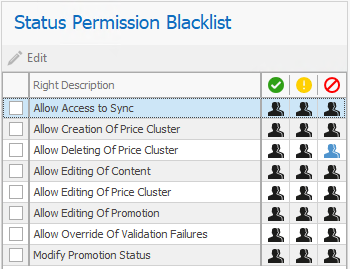 Status Permission Blacklist
Edit
Right Description
Allow Access to Sync
Allow Creation Of Price Cluster
Allow Deleting Of Price Cluster
Allow Editing Of Content
Allow Editing Of Price Cluster
Allow Editing Of Promotion
Allow Override Of Validation Failures
Modify Promotion Status